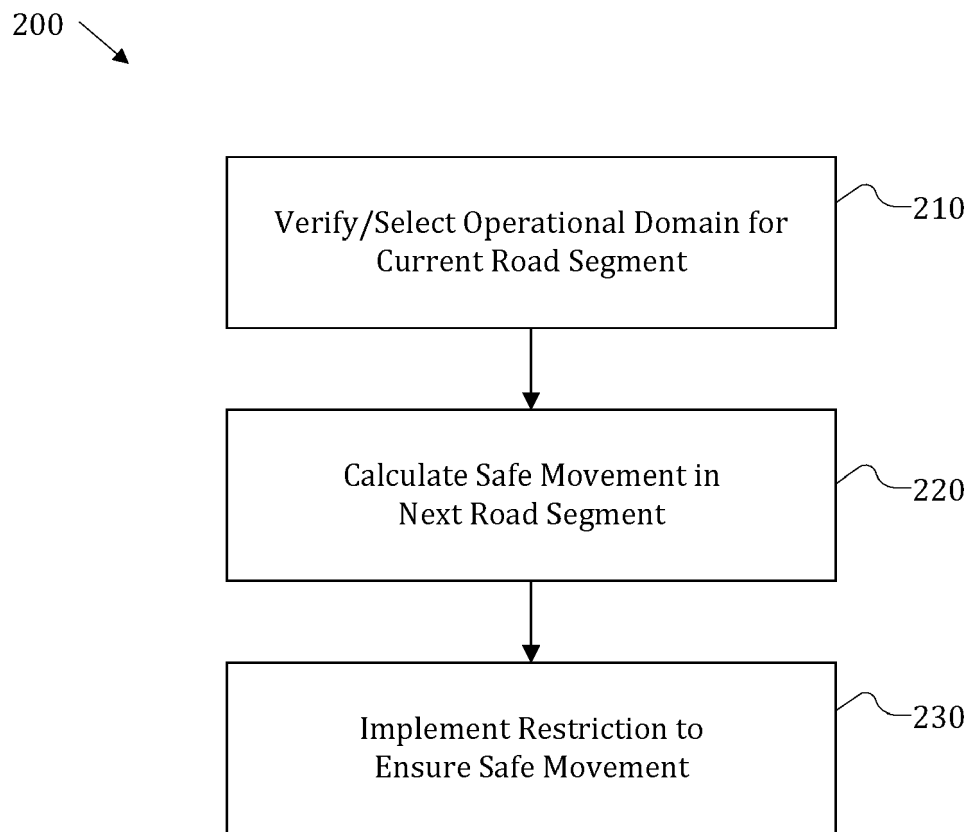 200
Verify/Select Operational Domain for
Current Road Segment
210
Calculate Safe Movement in
Next Road Segment
220
Implement Restriction to
Ensure Safe Movement
230